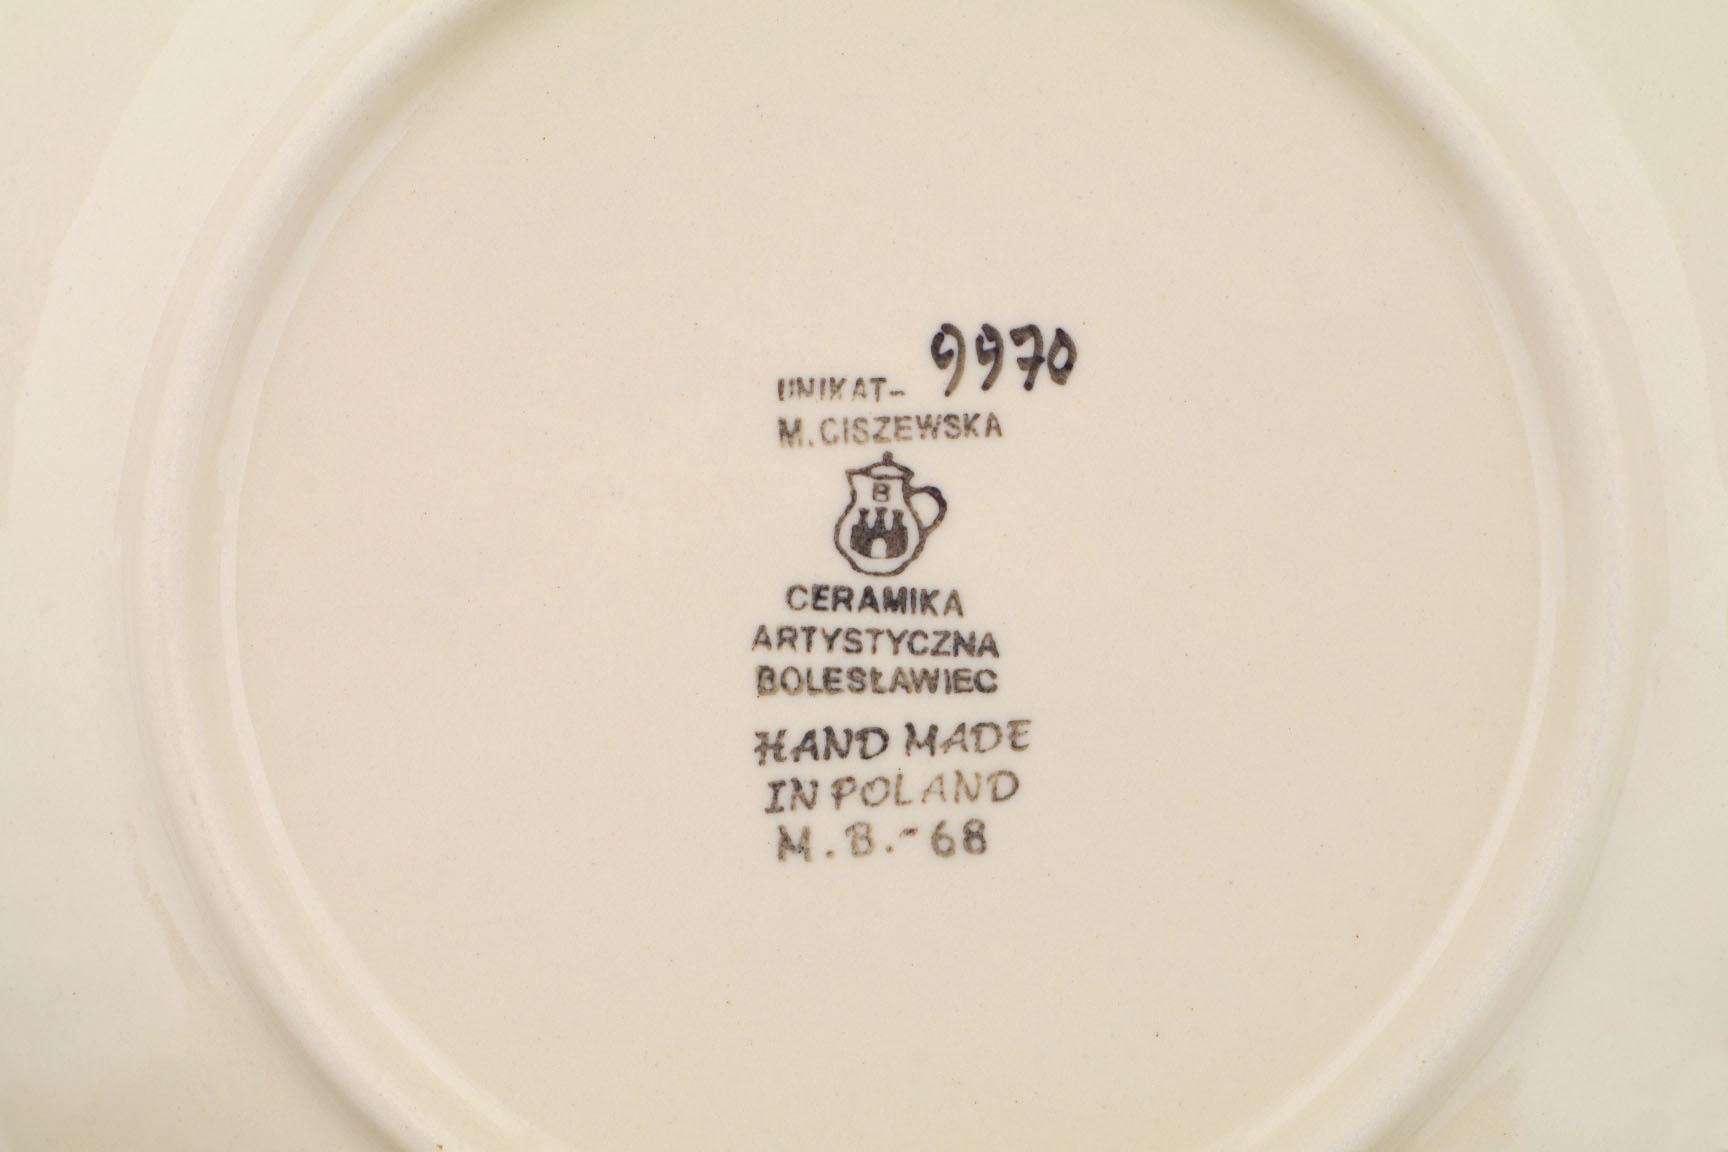 UNIKAT- 9970
M. CISZEWSKA
B
CERAMIKA
ARTYSTYCZNA
BOLESŁAWIEC
HAND MADE
IN POLAND
M.B.-68